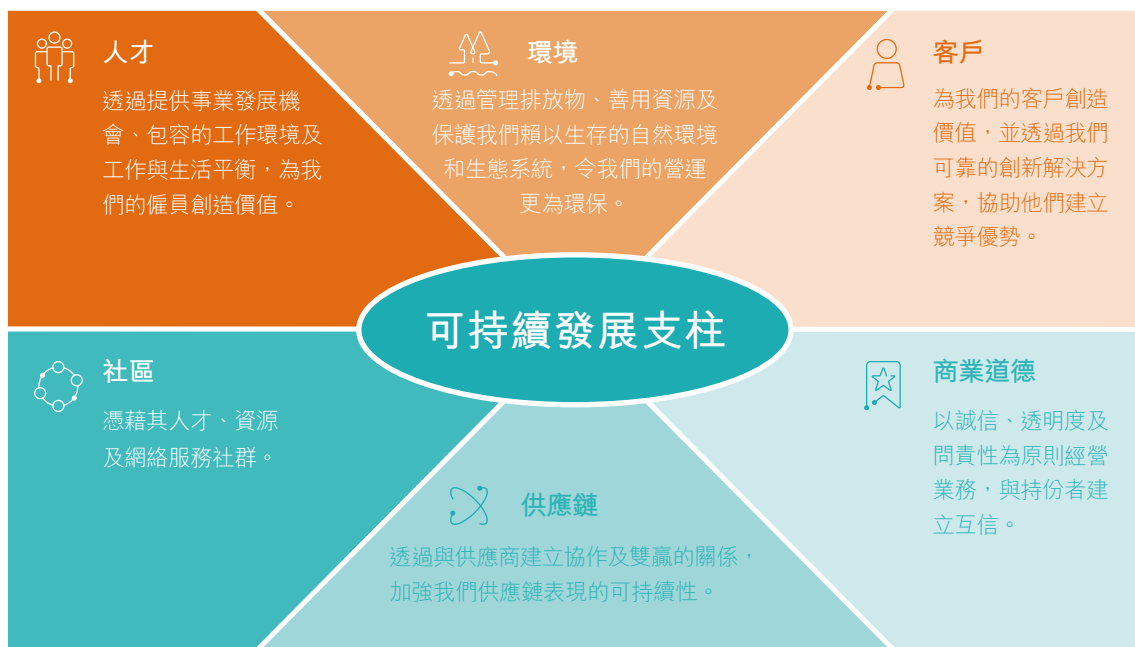 人才
透過提供事業發展機
會、包容的工作環境及
工作與生活平衡，為我
們的僱員創造價值。
環境
透過管理排放物、善用資源及
保護我們賴以生存的自然環境
和生態系統，令我們的營運
更為環保。
客戶
為我們的客戶創造
價值，並透過我們
可靠的創新解決方
案，協助他們建立
競爭優勢。
可持續發展支柱
社區
憑藉其人才、資源
及網絡服務社群。
供應鏈
透過與供應商建立協作及雙贏的關係，
加強我們供應鏈表現的可持續性。
商業道德
以誠信、透明度及
問責性為原則經營
業務，與持份者建
立互信。